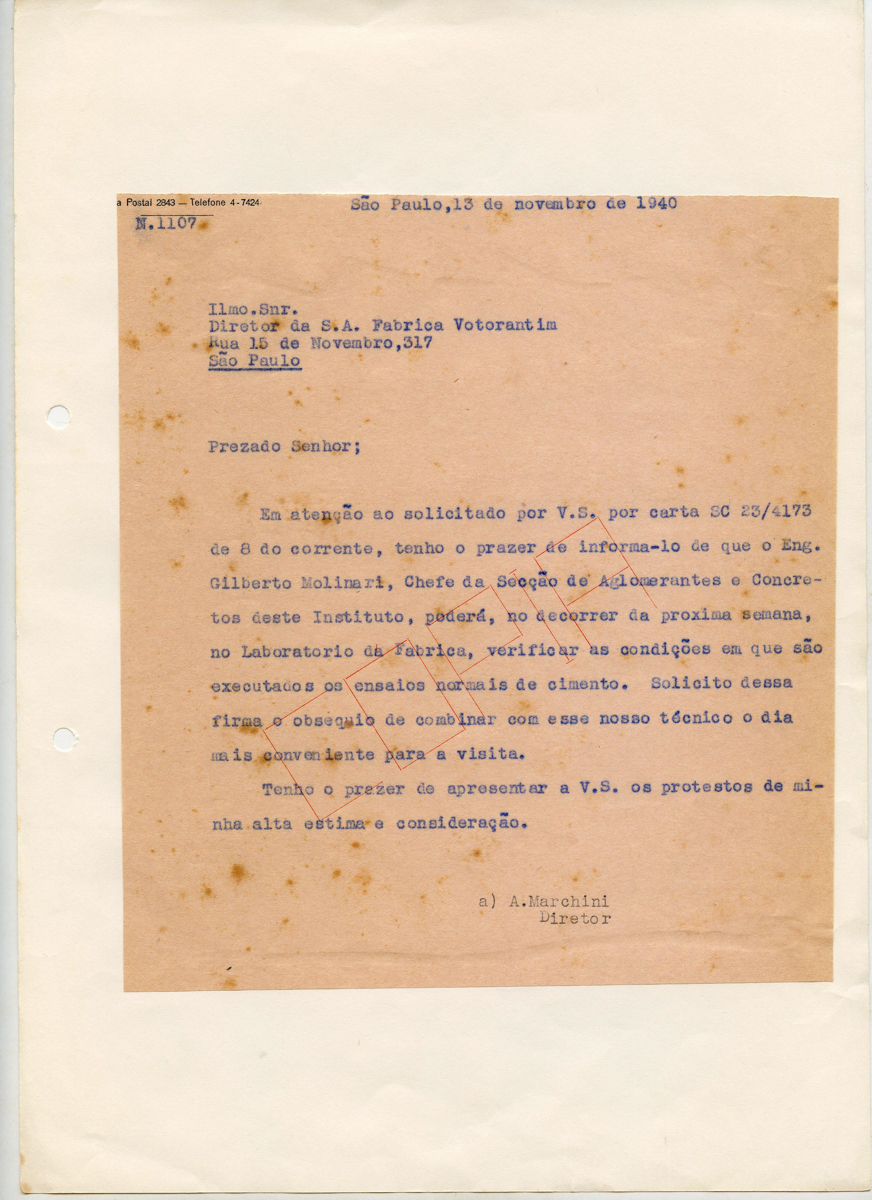 a Postal 2843 — Telefone 4-7424
São Paulo,13 de novembro de 1940
N.1107
Ilmo.Snr.
Diretor da S.A. Fabrica Votorantim
Rua 15 de Novembro,317
São Paulo
Prezado Senhor;
Em atenção ao solicitado por V.S. por carta SC 23/4173
de 8 do corrente, tenho o prazer de informa-lo de que o Eng.
Gilberto Molinari, Chefe da Secção de Aglomerantes e Concre-
tos deste Instituto, poderá, no decorrer da proxima semana,
no Laboratorio da Fabrica, verificar as condições em que são
executados os ensaios normais de cimento. Solicito dessa
firma o obsequio de combinar com esse nosso técnico o dia
mais conveniente para a visita.
Tenho o prazer de apresentar a V.S. os protestos de mi-
nha alta estima e consideração.
a) A.Marchini
Diretor
COPIA